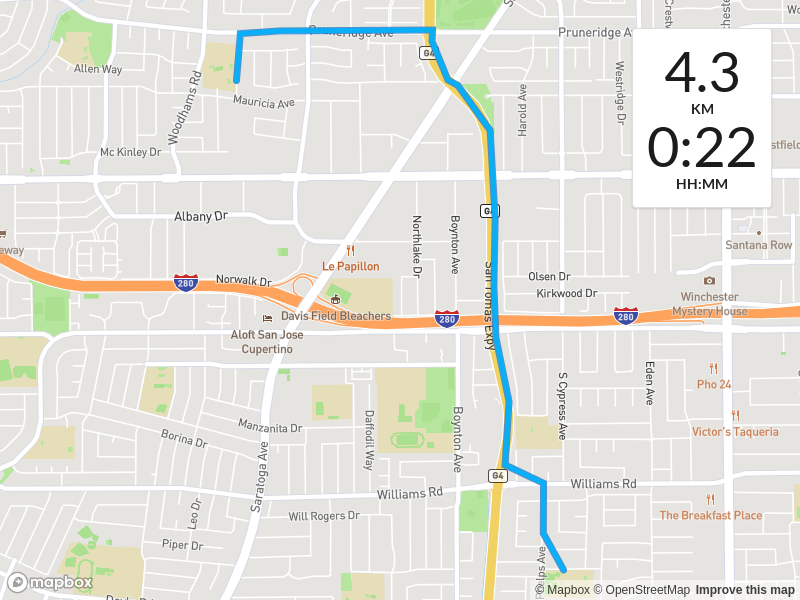 Pruneridge Ave
Pruneridge Ave
G4
Allen Way
Woodhams Rd
Mauricia Ave
Harold Ave
Westridge Dr
4.3
KM
0:22
HH:MM
Mc Kinley Dr
Albany Dr
G4
Northlake Dr
Boynton Ave
Santana Row
Le Papillon
Norwalk Dr
280
San Tomas Expy
Olsen Dr
Kirkwood Dr
Winchester
Mystery House
Davis Field Bleachers
280
280
Aloft San Jose
Cupertino
S Cypress Ave
Eden Ave
Pho 24
Saratoga Ave
Daffodil Way
Boynton Ave
Manzanita Dr
Borina Dr
Victor's Taqueria
G4
Williams Rd
Williams Rd
Leo Dr
Will Rogers Dr
The Breakfast Place
Piper Dr
mapbox
© Mapbox © OpenStreetMap Improve this map